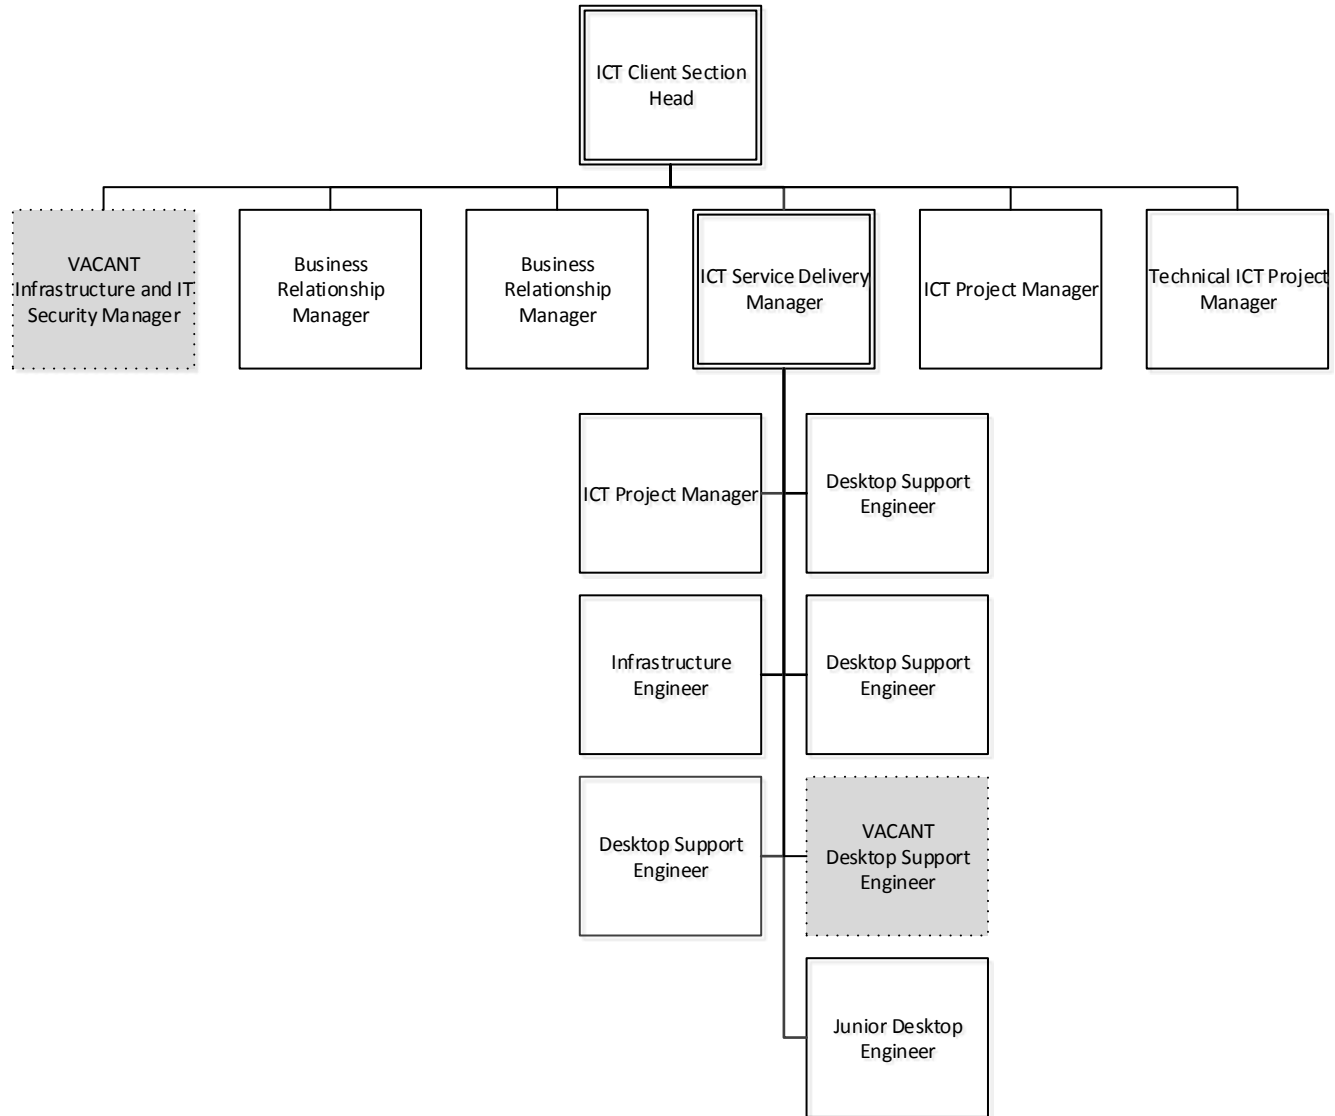 ICT Client Section
Head
VACANT
Infrastructure and IT
Security Manager
Business
Relationship
Manager
Business
Relationship
Manager
ICT Service Delivery
Manager
ICT Project Manager
Technical ICT Project
Manager
ICT Project Manager
Desktop Support
Engineer
Infrastructure
Engineer
Desktop Support
Engineer
Desktop Support
Engineer
VACANT
Desktop Support
Engineer
Junior Desktop
Engineer